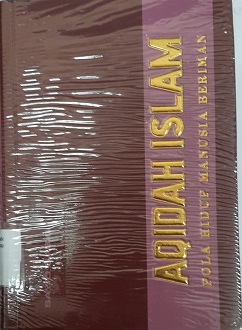 AQIDAH ISLAM
POLA HIDUP MANUSIA BERIMAN